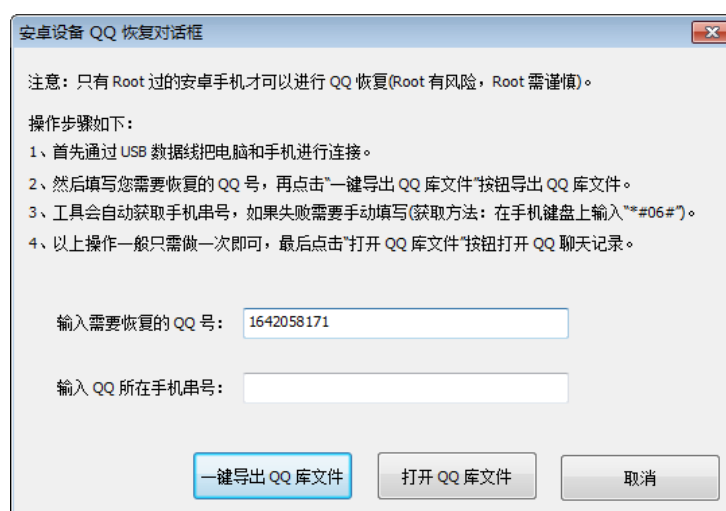 安卓设备 QQ 恢复对话框
注意：只有 Root 过的安卓手机才可以进行 QQ 恢复(Root 有风险，Root 需谨慎)。
操作步骤如下：
1、首先通过 USB 数据线把电脑和手机进行连接。
2、然后填写您需要恢复的 QQ 号，再点击“一键导出 QQ 库文件”按钮导出 QQ 库文件。
3、工具会自动获取手机串号，如果失败需要手动填写(获取方法：在手机键盘上输入“*#06#”)。
4、以上操作一般只需做一次即可，最后点击“打开 QQ 库文件”按钮打开 QQ 聊天记录。
输入需要恢复的 QQ 号： 1642058171
输入 QQ 所在手机串号：
一键导出 QQ 库文件 打开 QQ 库文件 取消